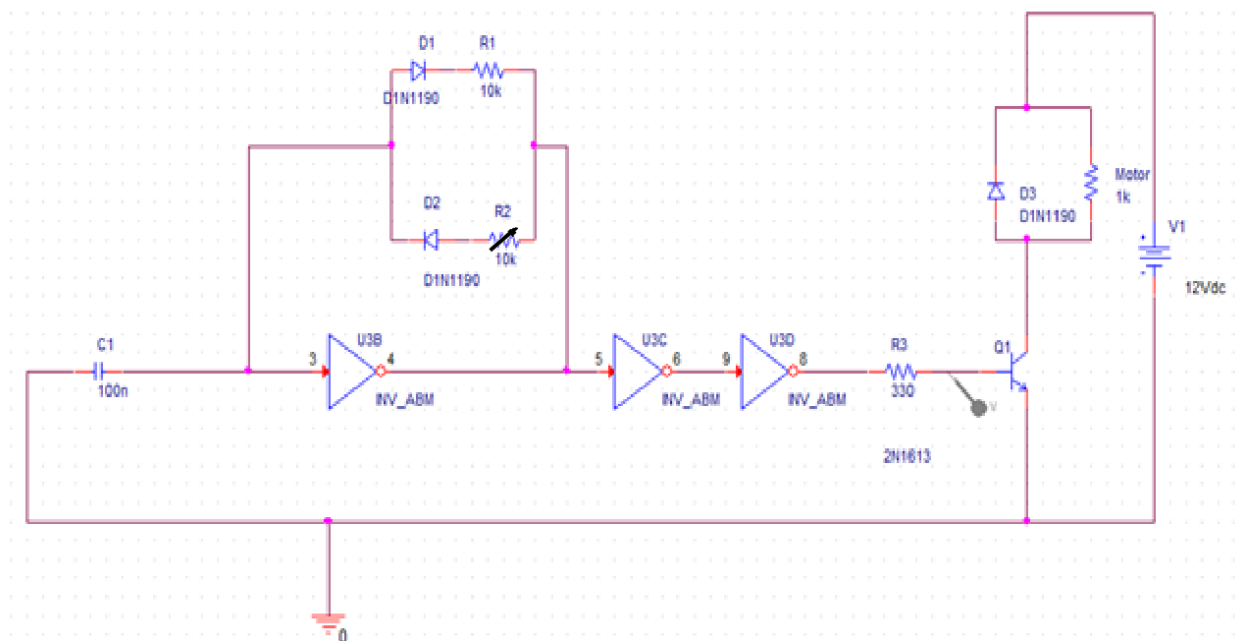 D1
R1
D1N1190
10k
D2
R2
10k
D1N1190
D3
D1N1190
Motor
1k
V1
12Vdc
C1
100n
3
U3B
4
INV_ABM
5
U3C
6
INV_ABM
9
U3D
8
INV_ABM
R3
330
V
Q1
2N1613
0